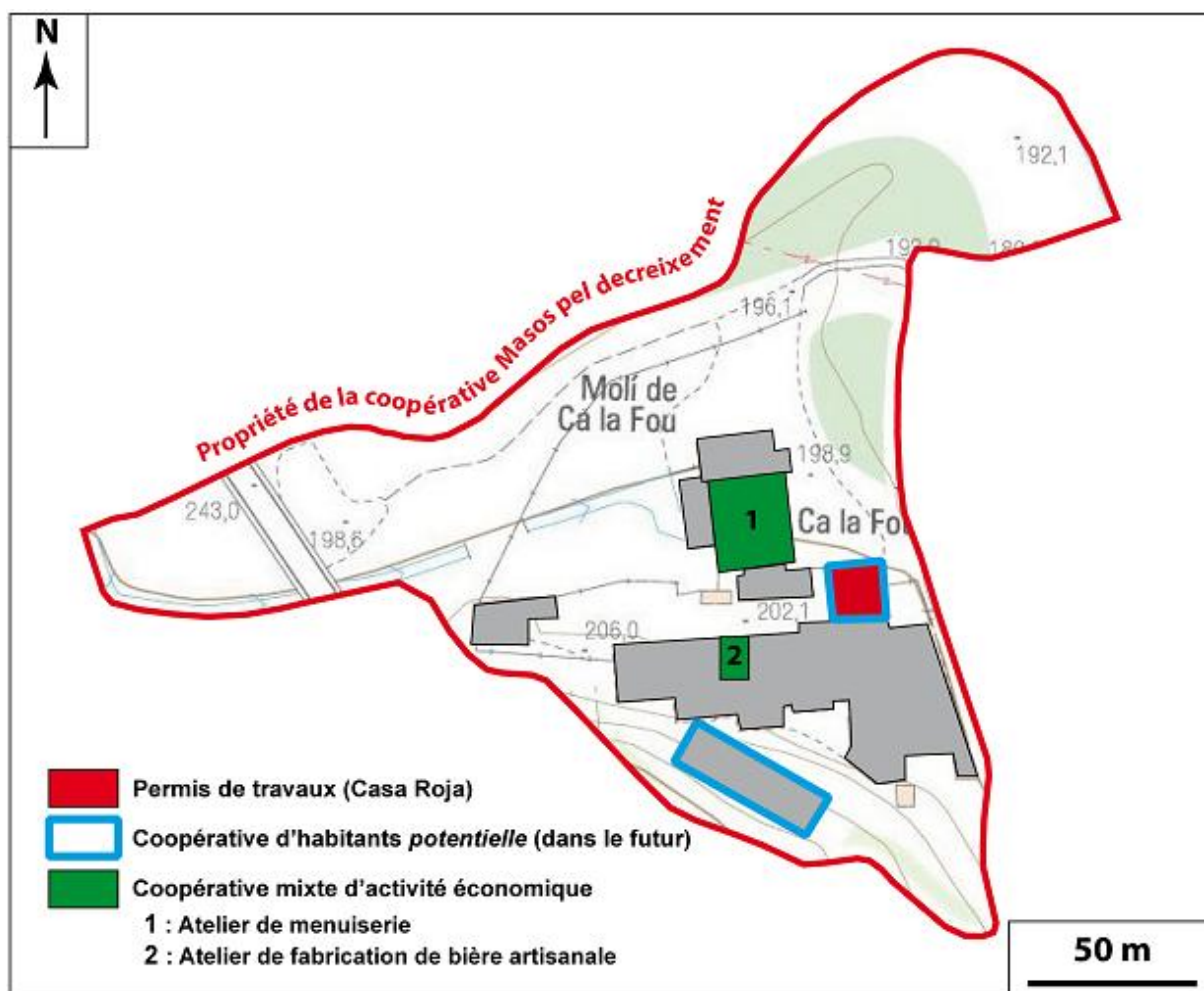 N
192,1
Propriété de la coopérative Masos pel decreixement
196,1
Molí de
Ca la Fou
198,9
243,0
198,6
1
Ca la Fou
202,1
206,0
2
Permis de travaux (Casa Roja)
Coopérative d'habitants potentielle (dans le futur)
Coopérative mixte d'activité économique
1 : Atelier de menuiserie
2 : Atelier de fabrication de bière artisanale
50 m